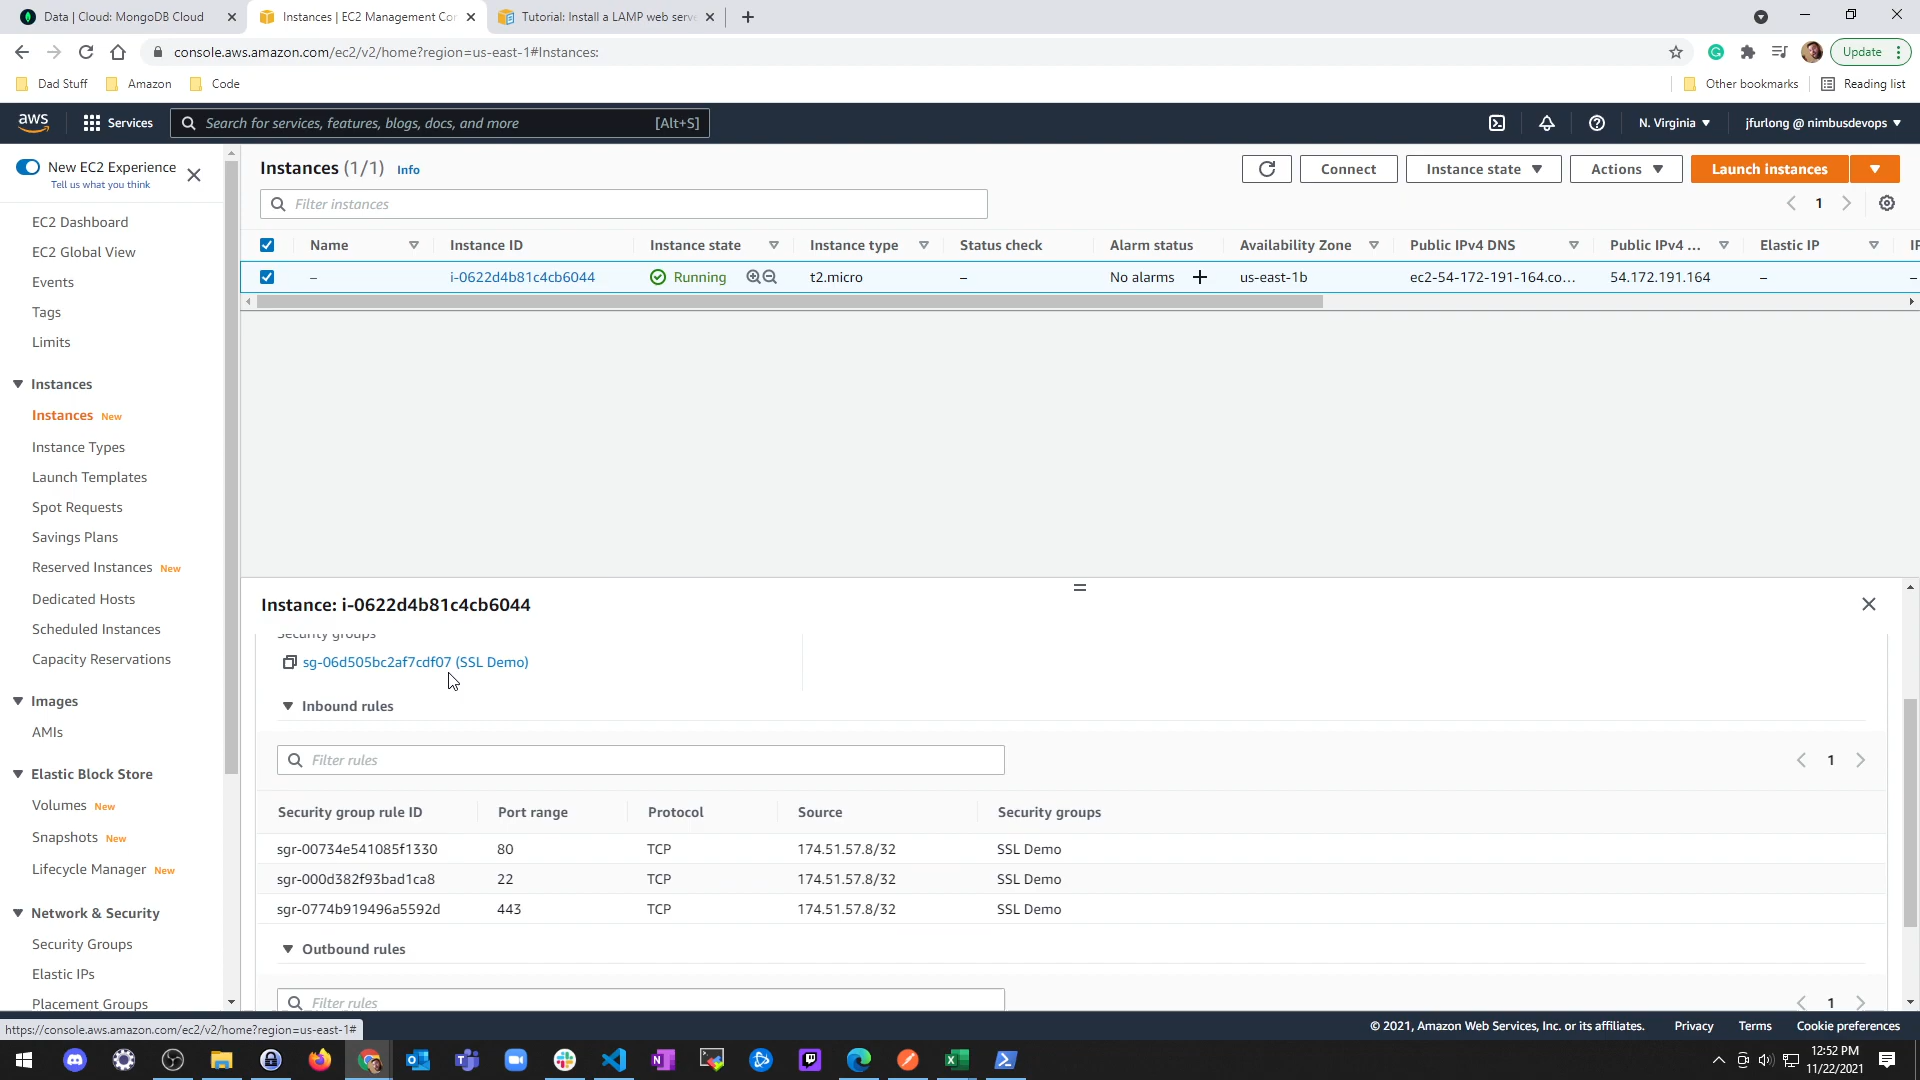 Data | Cloud: MongoDB Cloud
Instances | EC2 Management Con
Tutorial: Install a LAMP web serve
console.aws.amazon.com/ec2/v2/home?region=us-east-1#Instances:
Update
Dad Stuff
Amazon
Code
Other bookmarks
Reading list
aws
Services
Search for services, features, blogs, docs, and more
[Alt+S]
N. Virginia
jfurlong @ nimbusdevops
New EC2 Experience
Tell us what you think
EC2 Dashboard
EC2 Global View
Events
Tags
Limits
Instances
Instances New
Instance Types
Launch Templates
Spot Requests
Savings Plans
Reserved Instances New
Dedicated Hosts
Scheduled Instances
Capacity Reservations
Images
AMIs
Elastic Block Store
Volumes New
Snapshots New
Lifecycle Manager New
Network & Security
Security Groups
Elastic IPs
Placement Groups
https://console.aws.amazon.com/ec2/v2/home?region=us-east-1#
Instances (1/1) Info
Connect
Instance state
Actions
Launch instances
Filter instances
1
Name Instance ID Instance state Instance type Status check Alarm status Availability Zone Public IPv4 DNS Public IPv4 ... Elastic IP IP
– i-0622d4b81c4cb6044 Running t2.micro – No alarms + us-east-1b ec2-54-172-191-164.co... 54.172.191.164 – –
Instance: i-0622d4b81c4cb6044
Security groups
sg-06d505bc2af7cdf07 (SSL Demo)
Inbound rules
Filter rules
1
Security group rule ID Port range Protocol Source Security groups
sgr-00734e541085f1330 80 TCP 174.51.57.8/32 SSL Demo
sgr-000d382f93bad1ca8 22 TCP 174.51.57.8/32 SSL Demo
sgr-0774b919496a5592d 443 TCP 174.51.57.8/32 SSL Demo
Outbound rules
Filter rules
1
© 2021, Amazon Web Services, Inc. or its affiliates. Privacy Terms Cookie preferences
12:52 PM
11/22/2021